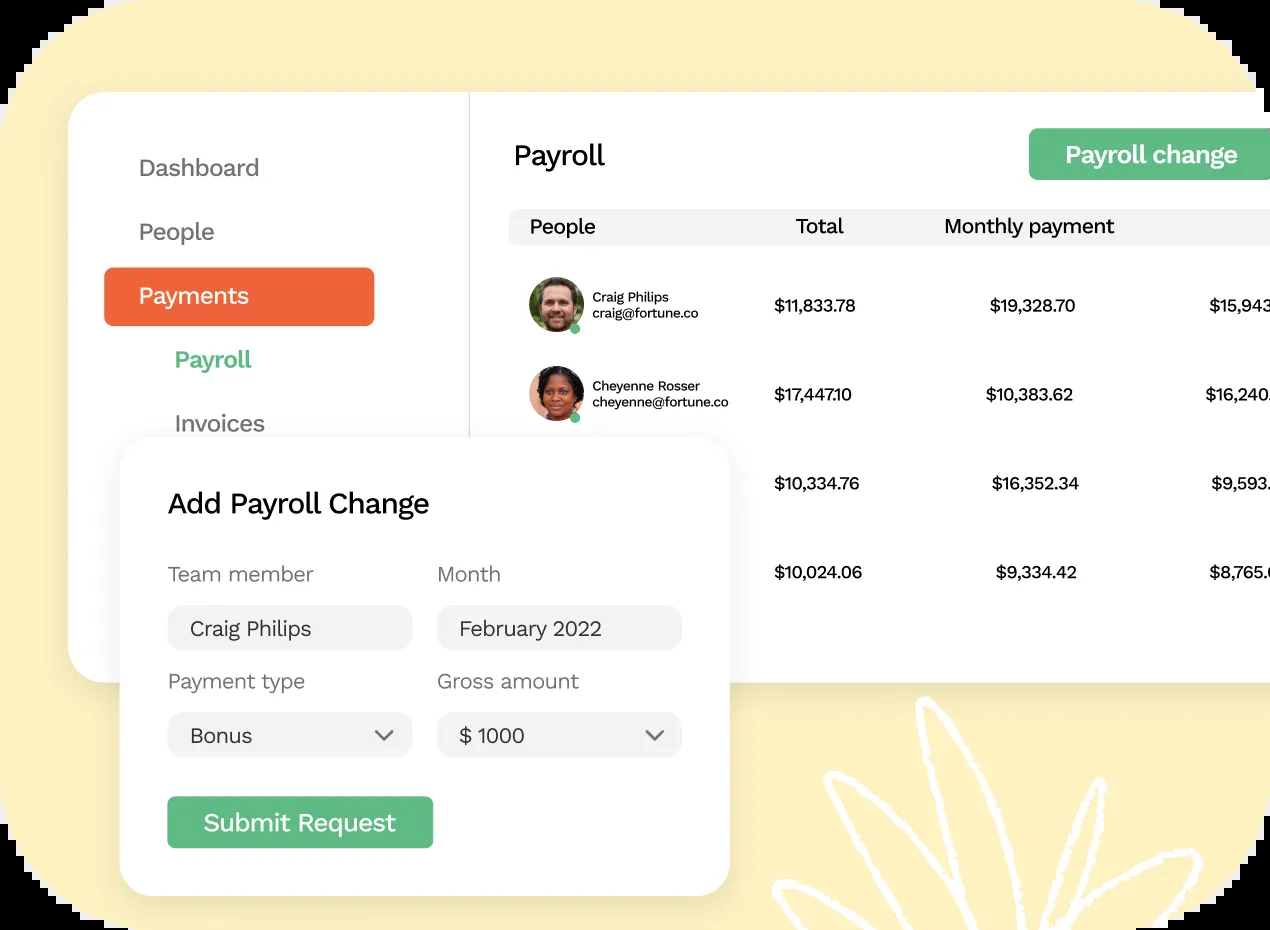 Dashboard
People
Payments
Payroll
Invoices
Payroll
Payroll change
People Total Monthly payment
Craig Philips
craig@fortune.co
$11,833.78 $19,328.70 $15,943
Cheyenne Rosser
cheyenne@fortune.co
$17,447.10 $10,383.62 $16,240.
$10,334.76 $16,352.34 $9,593.
$10,024.06 $9,334.42 $8,765.
Add Payroll Change
Team member Month
Craig Philips February 2022
Payment type Gross amount
Bonus $ 1000
Submit Request